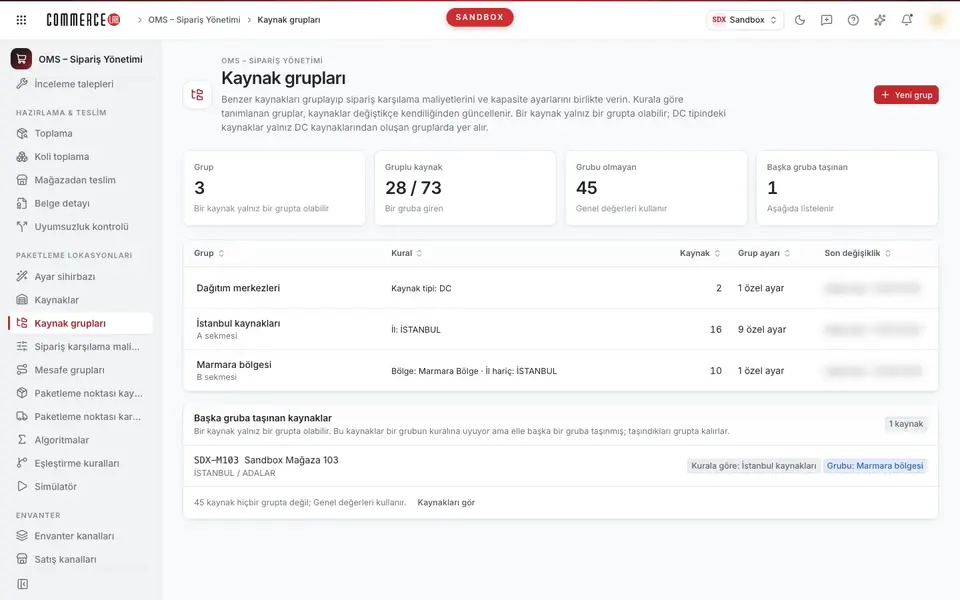 COMMERCE
OMS – Sipariş Yönetimi
Kaynak grupları
SANDBOX
SDX Sandbox
OMS – Sipariş Yönetimi
İnceleme talepleri
HAZIRLAMA & TESLİM
Toplama
Koli toplama
Mağazadan teslim
Belge detayı
Uyumsuzluk kontrolü
PAKETLEME LOKASYONLARI
Ayar sihirbazı
Kaynaklar
Kaynak grupları
Sipariş karşılama mali...
Mesafe grupları
Paketleme noktası kay...
Paketleme noktası kar...
Algoritmalar
Eşleştirme kuralları
Simülatör
ENVANTER
Envanter kanalları
Satış kanalları
OMS – SİPARİŞ YÖNETİMİ
Kaynak grupları
Benzer kaynakları gruplayıp sipariş karşılama maliyetlerini ve kapasite ayarlarını birlikte verin. Kurala göre
tanımlanan gruplar, kaynaklar değiştikçe kendiliğinden güncellenir. Bir kaynak yalnız bir grupta olabilir; DC tipindeki
kaynaklar yalnız DC kaynaklarından oluşan gruplarda yer alır.
+ Yeni grup
Grup
3
Bir kaynak yalnız bir grupta olabilir
Gruplu kaynak
28 / 73
Bir gruba giren
Grubu olmayan
45
Genel değerleri kullanır
Başka gruba taşınan
1
Aşağıda listelenir
Grup Kural Kaynak Grup ayarı Son değişiklik
Dağıtım merkezleri Kaynak tipi: DC 2 1 özel ayar
İstanbul kaynakları İl: İSTANBUL 16 9 özel ayar
A sekmesi
Marmara bölgesi Bölge: Marmara Bölge · İl hariç: İSTANBUL 10 1 özel ayar
B sekmesi
Başka gruba taşınan kaynaklar
Bir kaynak yalnız bir grupta olabilir. Bu kaynaklar bir grubun kuralına uyuyor ama elle başka bir gruba taşınmış; taşındıkları grupta kalırlar.
1 kaynak
SDX-M103 Sandbox Mağaza 103
İSTANBUL / ADALAR
Kurala göre: İstanbul kaynakları Grubu: Marmara bölgesi
45 kaynak hiçbir grupta değil; Genel değerleri kullanır. Kaynakları gör